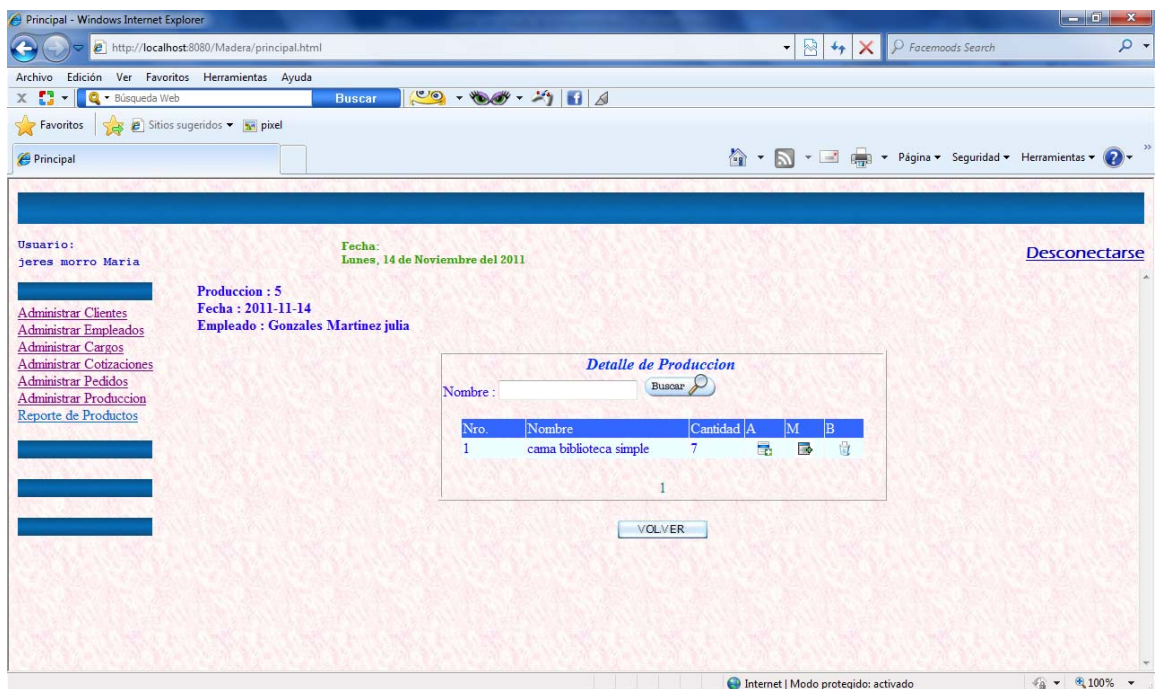 Principal - Windows Internet Explorer
http://localhost:8080/Madera/principal.html
Facemoods Search
Archivo Edición Ver Favoritos Herramientas Ayuda
Búsqueda Web Buscar
Favoritos Sitios sugeridos pixel
Principal Página Seguridad Herramientas
Usuario:
jeres morro Maria
Fecha:
Lunes, 14 de Noviembre del 2011
Desconectarse
Administrar Clientes
Administrar Empleados
Administrar Cargos
Administrar Cotizaciones
Administrar Pedidos
Administrar Produccion
Reporte de Productos
Produccion : 5
Fecha : 2011-11-14
Empleado : Gonzales Martinez julia
Detalle de Produccion
Nombre : Buscar
Nro. Nombre Cantidad A M B
1 cama biblioteca simple 7
1
VOLVER
Internet | Modo protegido: activado 100%